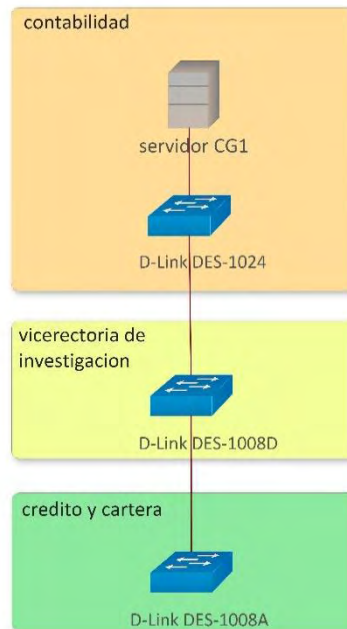 contabilidad
servidor CG1
D-Link DES-1024
vicerectoria de
investigacion
D-Link DES-1008D
credito y cartera
D-Link DES-1008A